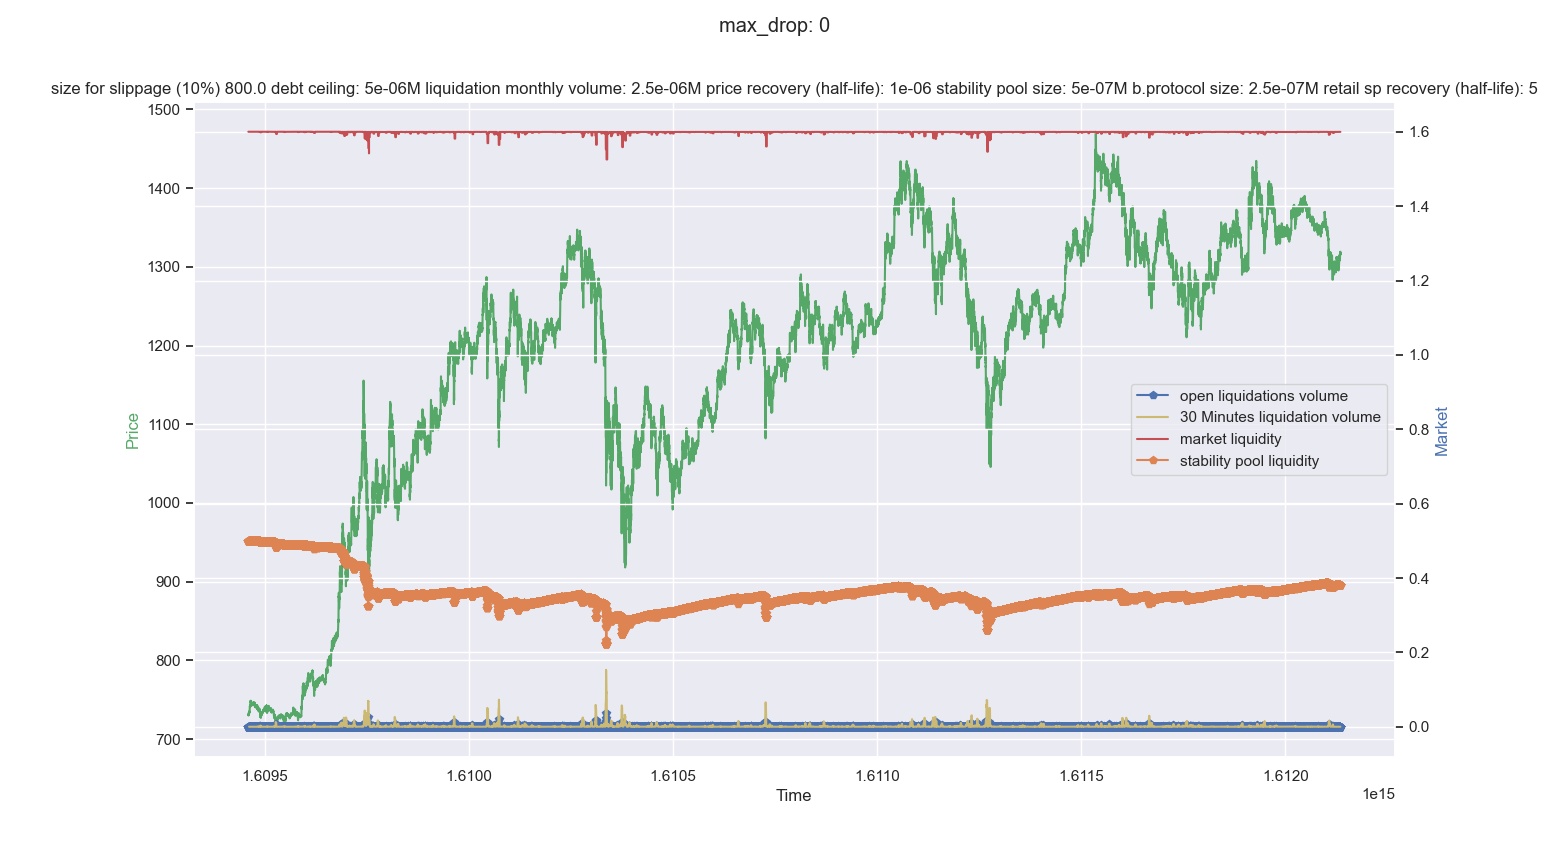 max_drop: 0
size for slippage (10%) 800.0 debt ceiling: 5e-06M liquidation monthly volume: 2.5e-06M price recovery (half-life): 1e-06 stability pool size: 5e-07M b.protocol size: 2.5e-07M retail sp recovery (half-life): 5
1500
1400
1300
1200
1100
1000
900
800
700
Price
1.6
1.4
1.2
1.0
0.8
0.6
0.4
0.2
0.0
Market
open liquidations volume
30 Minutes liquidation volume
market liquidity
stability pool liquidity
1.6095
1.6100
1.6105
1.6110
1.6115
1.6120
Time
1e15